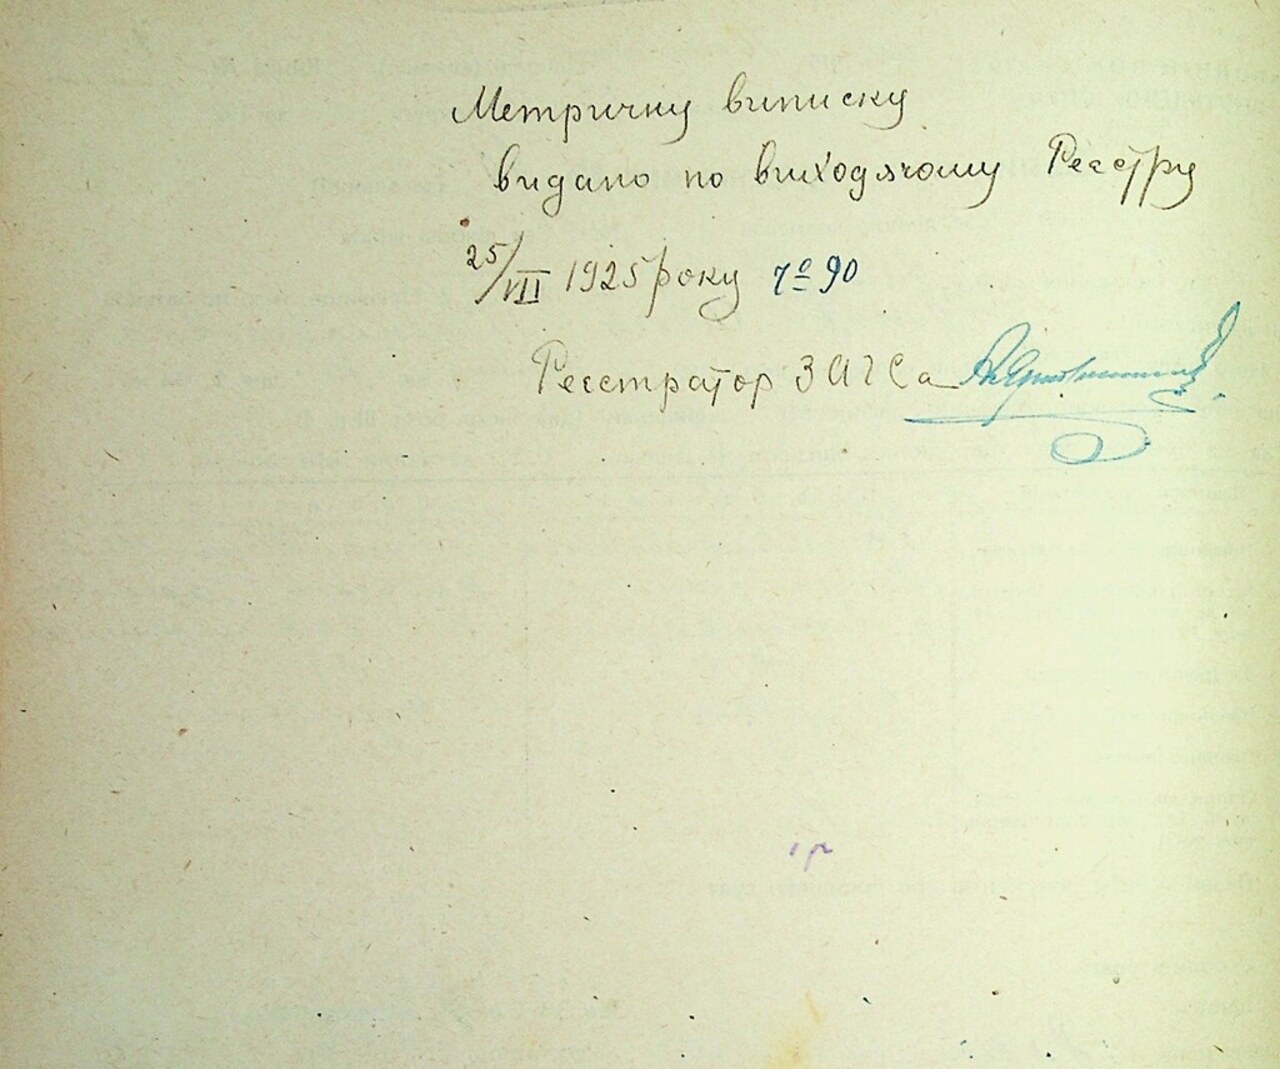 Метричну виписку
видано по виходячому Реєстру
25/VII 1925 року № 90
Реєстратор ЗАГСа